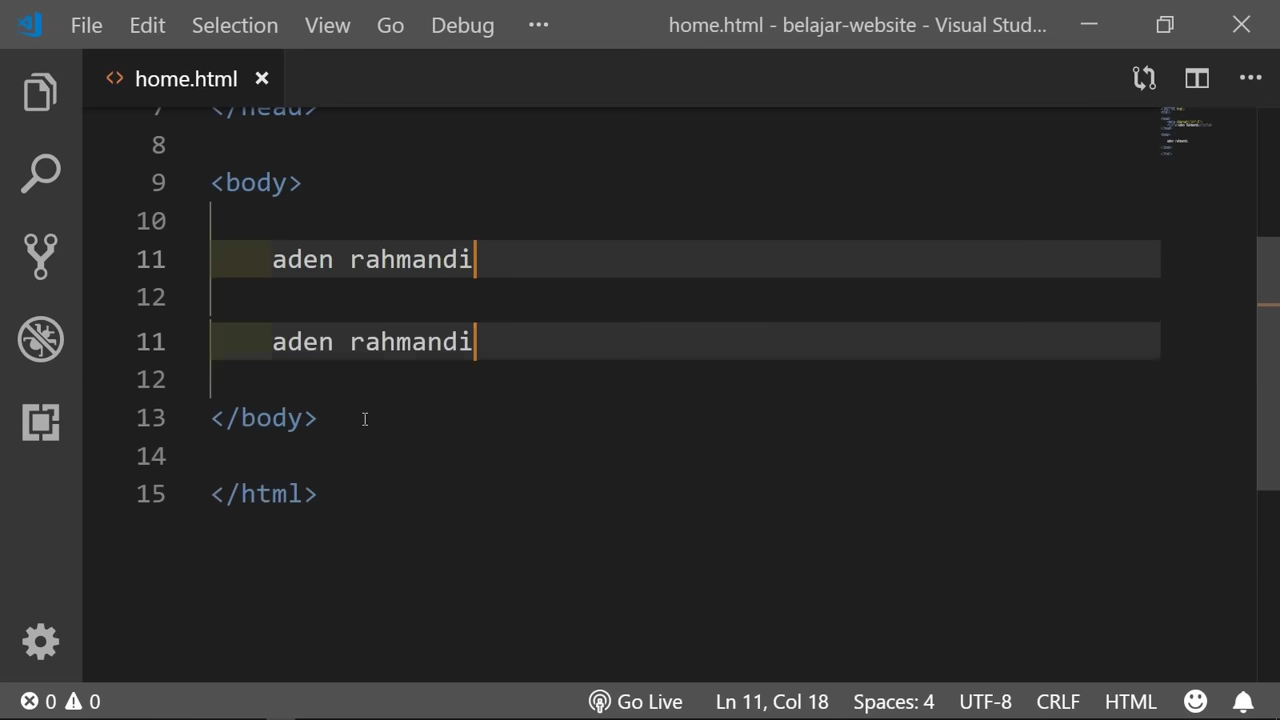 File Edit Selection View Go Debug ··· home.html - belajar-website - Visual Stud...
home.html
7 </head>
8
9 <body>
10
11 aden rahmandi
12
11 aden rahmandi
12
13 </body>
14
15 </html>
0 0 Go Live Ln 11, Col 18 Spaces: 4 UTF-8 CRLF HTML